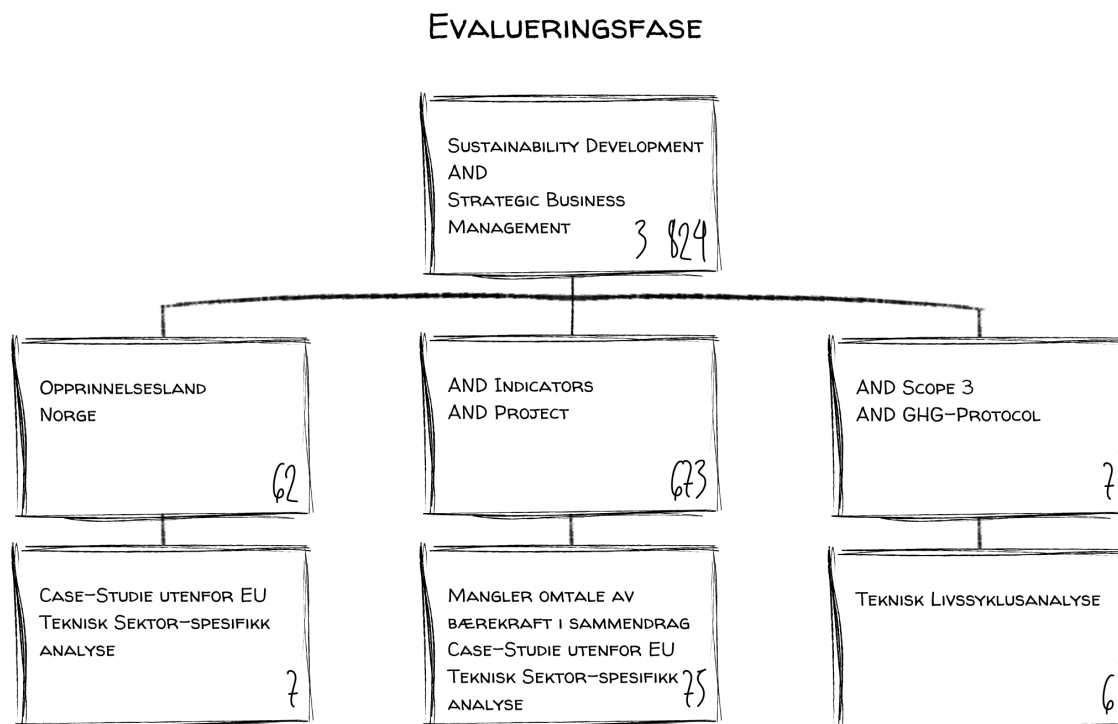 Evalueringsfase
Sustainability Development
AND
Strategic Business
Management
3 824
Opprinnelsesland
Norge
62
AND Indicators
AND Project
673
AND Scope 3
AND GHG-Protocol
7
Case-Studie utenfor EU
Teknisk Sektor-spesifikk
analyse
7
Mangler omtale av
bærekraft i sammendrag
Case-Studie utenfor EU
Teknisk Sektor-spesifikk
analyse
75
Teknisk Livssyklusanalyse
6